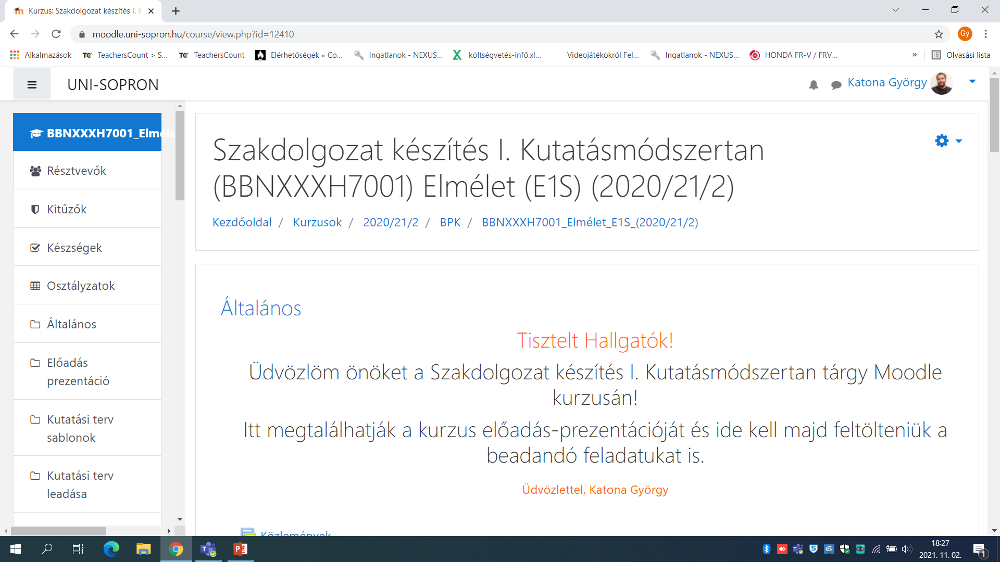 Kurzus: Szakdolgozat készítés I. K
moodle.uni-sopron.hu/course/view.php?id=12410
Gy
Alkalmazások
TeachersCount > S...
TeachersCount
Elérhetőségek « Co...
Ingatlanok - NEXUS...
költségvetés-infó.xl...
Videojátékokról Fel...
Ingatlanok - NEXUS...
HONDA FR-V / FRV...
»
Olvasási lista
UNI-SOPRON
Katona György
BBNXXXH7001_Elméle
Résztvevők
Kitűzők
Készségek
Osztályzatok
Általános
Előadás
prezentáció
Kutatási terv
sablonok
Kutatási terv
leadása
Szakdolgozat készítés I. Kutatásmódszertan
(BBNXXXH7001) Elmélet (E1S) (2020/21/2)
Kezdőoldal / Kurzusok / 2020/21/2 / BPK / BBNXXXH7001_Elmélet_E1S_(2020/21/2)
Általános
Tisztelt Hallgatók!
Üdvözlöm önöket a Szakdolgozat készítés I. Kutatásmódszertan tárgy Moodle
kurzusán!
Itt megtalálhatják a kurzus előadás-prezentációját és ide kell majd feltölteniük a
beadandó feladatukat is.
Üdvözlettel, Katona György
Közlemények
18:27
2021. 11. 02.
1